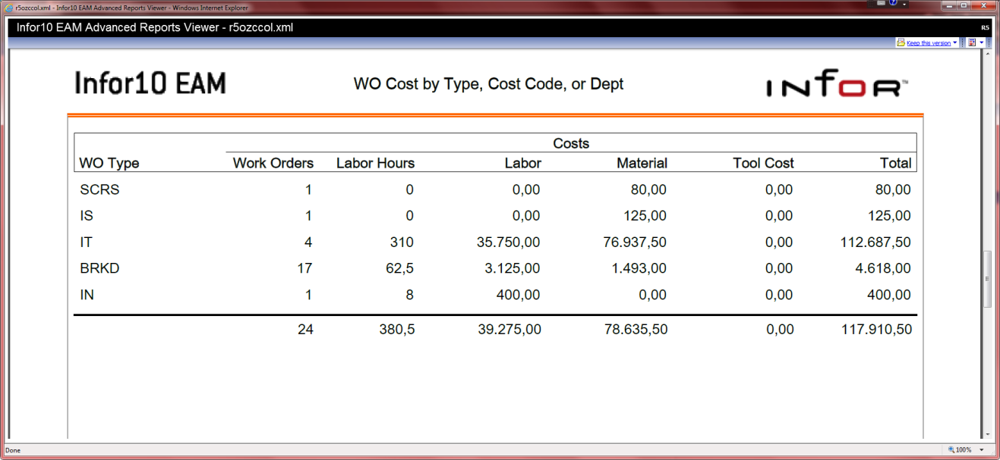 r5ozccol.xml - Infor10 EAM Advanced Reports Viewer - Windows Internet Explorer
Infor10 EAM Advanced Reports Viewer - r5ozccol.xml R5
Keep this version
Infor10 EAM WO Cost by Type, Cost Code, or Dept INFOR™
Costs
WO Type Work Orders Labor Hours Labor Material Tool Cost Total
SCRS 1 0 0,00 80,00 0,00 80,00
IS 1 0 0,00 125,00 0,00 125,00
IT 4 310 35.750,00 76.937,50 0,00 112.687,50
BRKD 17 62,5 3.125,00 1.493,00 0,00 4.618,00
IN 1 8 400,00 0,00 0,00 400,00
24 380,5 39.275,00 78.635,50 0,00 117.910,50
Done 100%